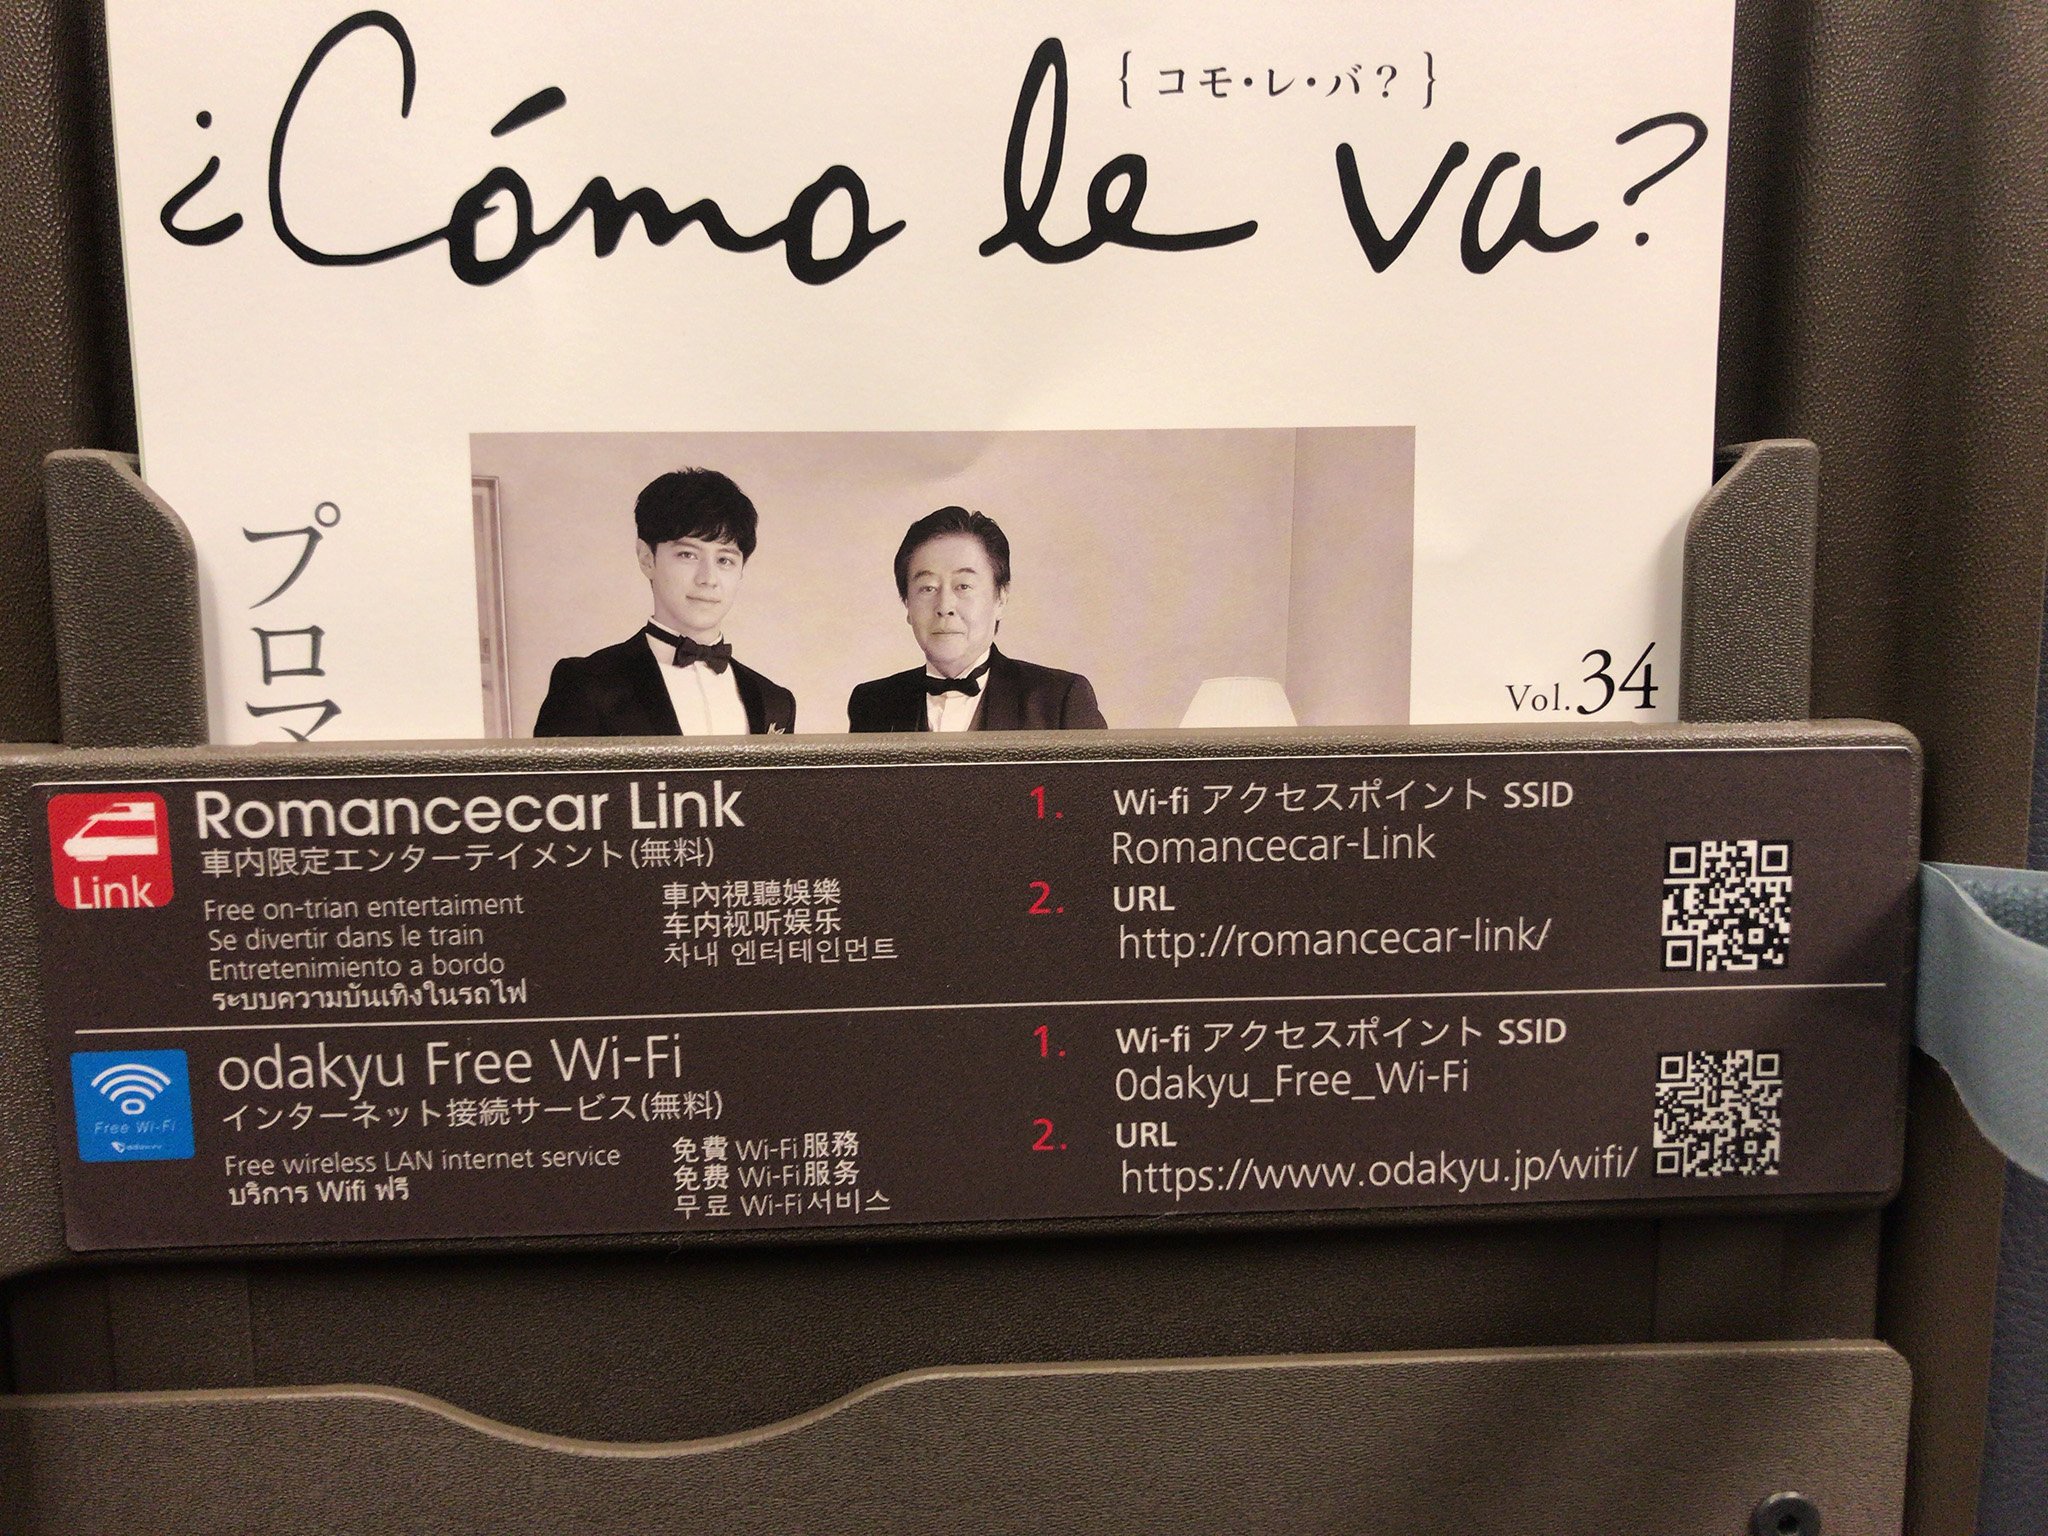 { コモ・レ・バ? }
¿Cómo le va?
プロマ
Vol.34
Link
Romancecar Link
車内限定エンターテイメント(無料)
Free on-trian entertaiment
Se divertir dans le train
Entretenimiento a bordo
ระบบความบันเทิงในรถไฟ
車內視聽娛樂
车内视听娱乐
차내 엔터테인먼트
1. Wi-fi アクセスポイント SSID
Romancecar-Link
2. URL
http://romancecar-link/
Free Wi-Fi
odakyu Free Wi-Fi
インターネット接続サービス(無料)
Free wireless LAN internet service
บริการ Wifi ฟรี
免費 Wi-Fi服務
免费 Wi-Fi服务
무료 Wi-Fi서비스
1. Wi-fi アクセスポイント SSID
0dakyu_Free_Wi-Fi
2. URL
https://www.odakyu.jp/wifi/